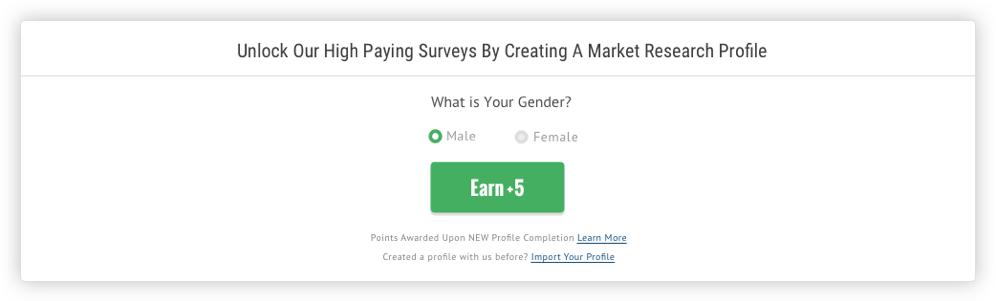 Unlock Our High Paying Surveys By Creating A Market Research Profile
What is Your Gender?
Male Female
Earn +5
Points Awarded Upon NEW Profile Completion Learn More
Created a profile with us before? Import Your Profile